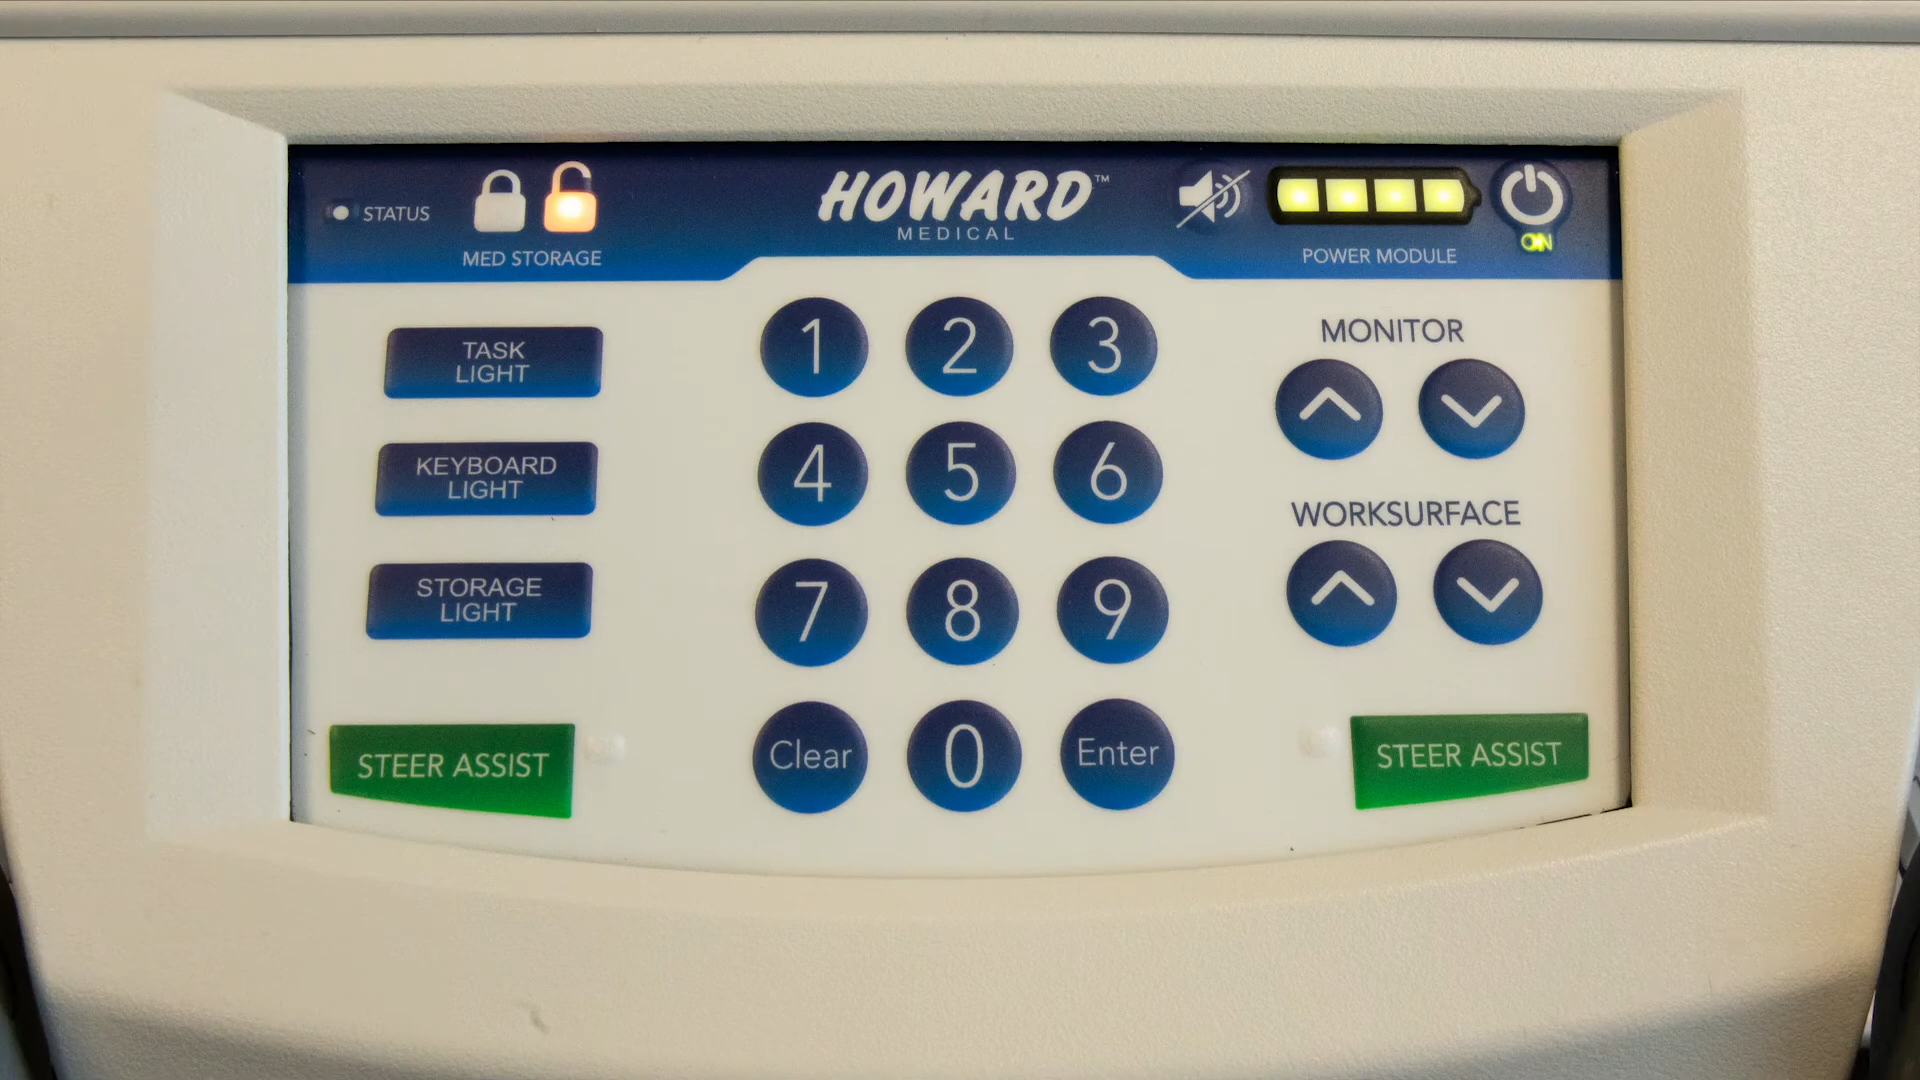 STATUS
MED STORAGE
HOWARD™
MEDICAL
POWER MODULE
ON
TASK
LIGHT
KEYBOARD
LIGHT
STORAGE
LIGHT
STEER ASSIST
1 2 3
4 5 6
7 8 9
Clear 0 Enter
MONITOR
WORKSURFACE
STEER ASSIST